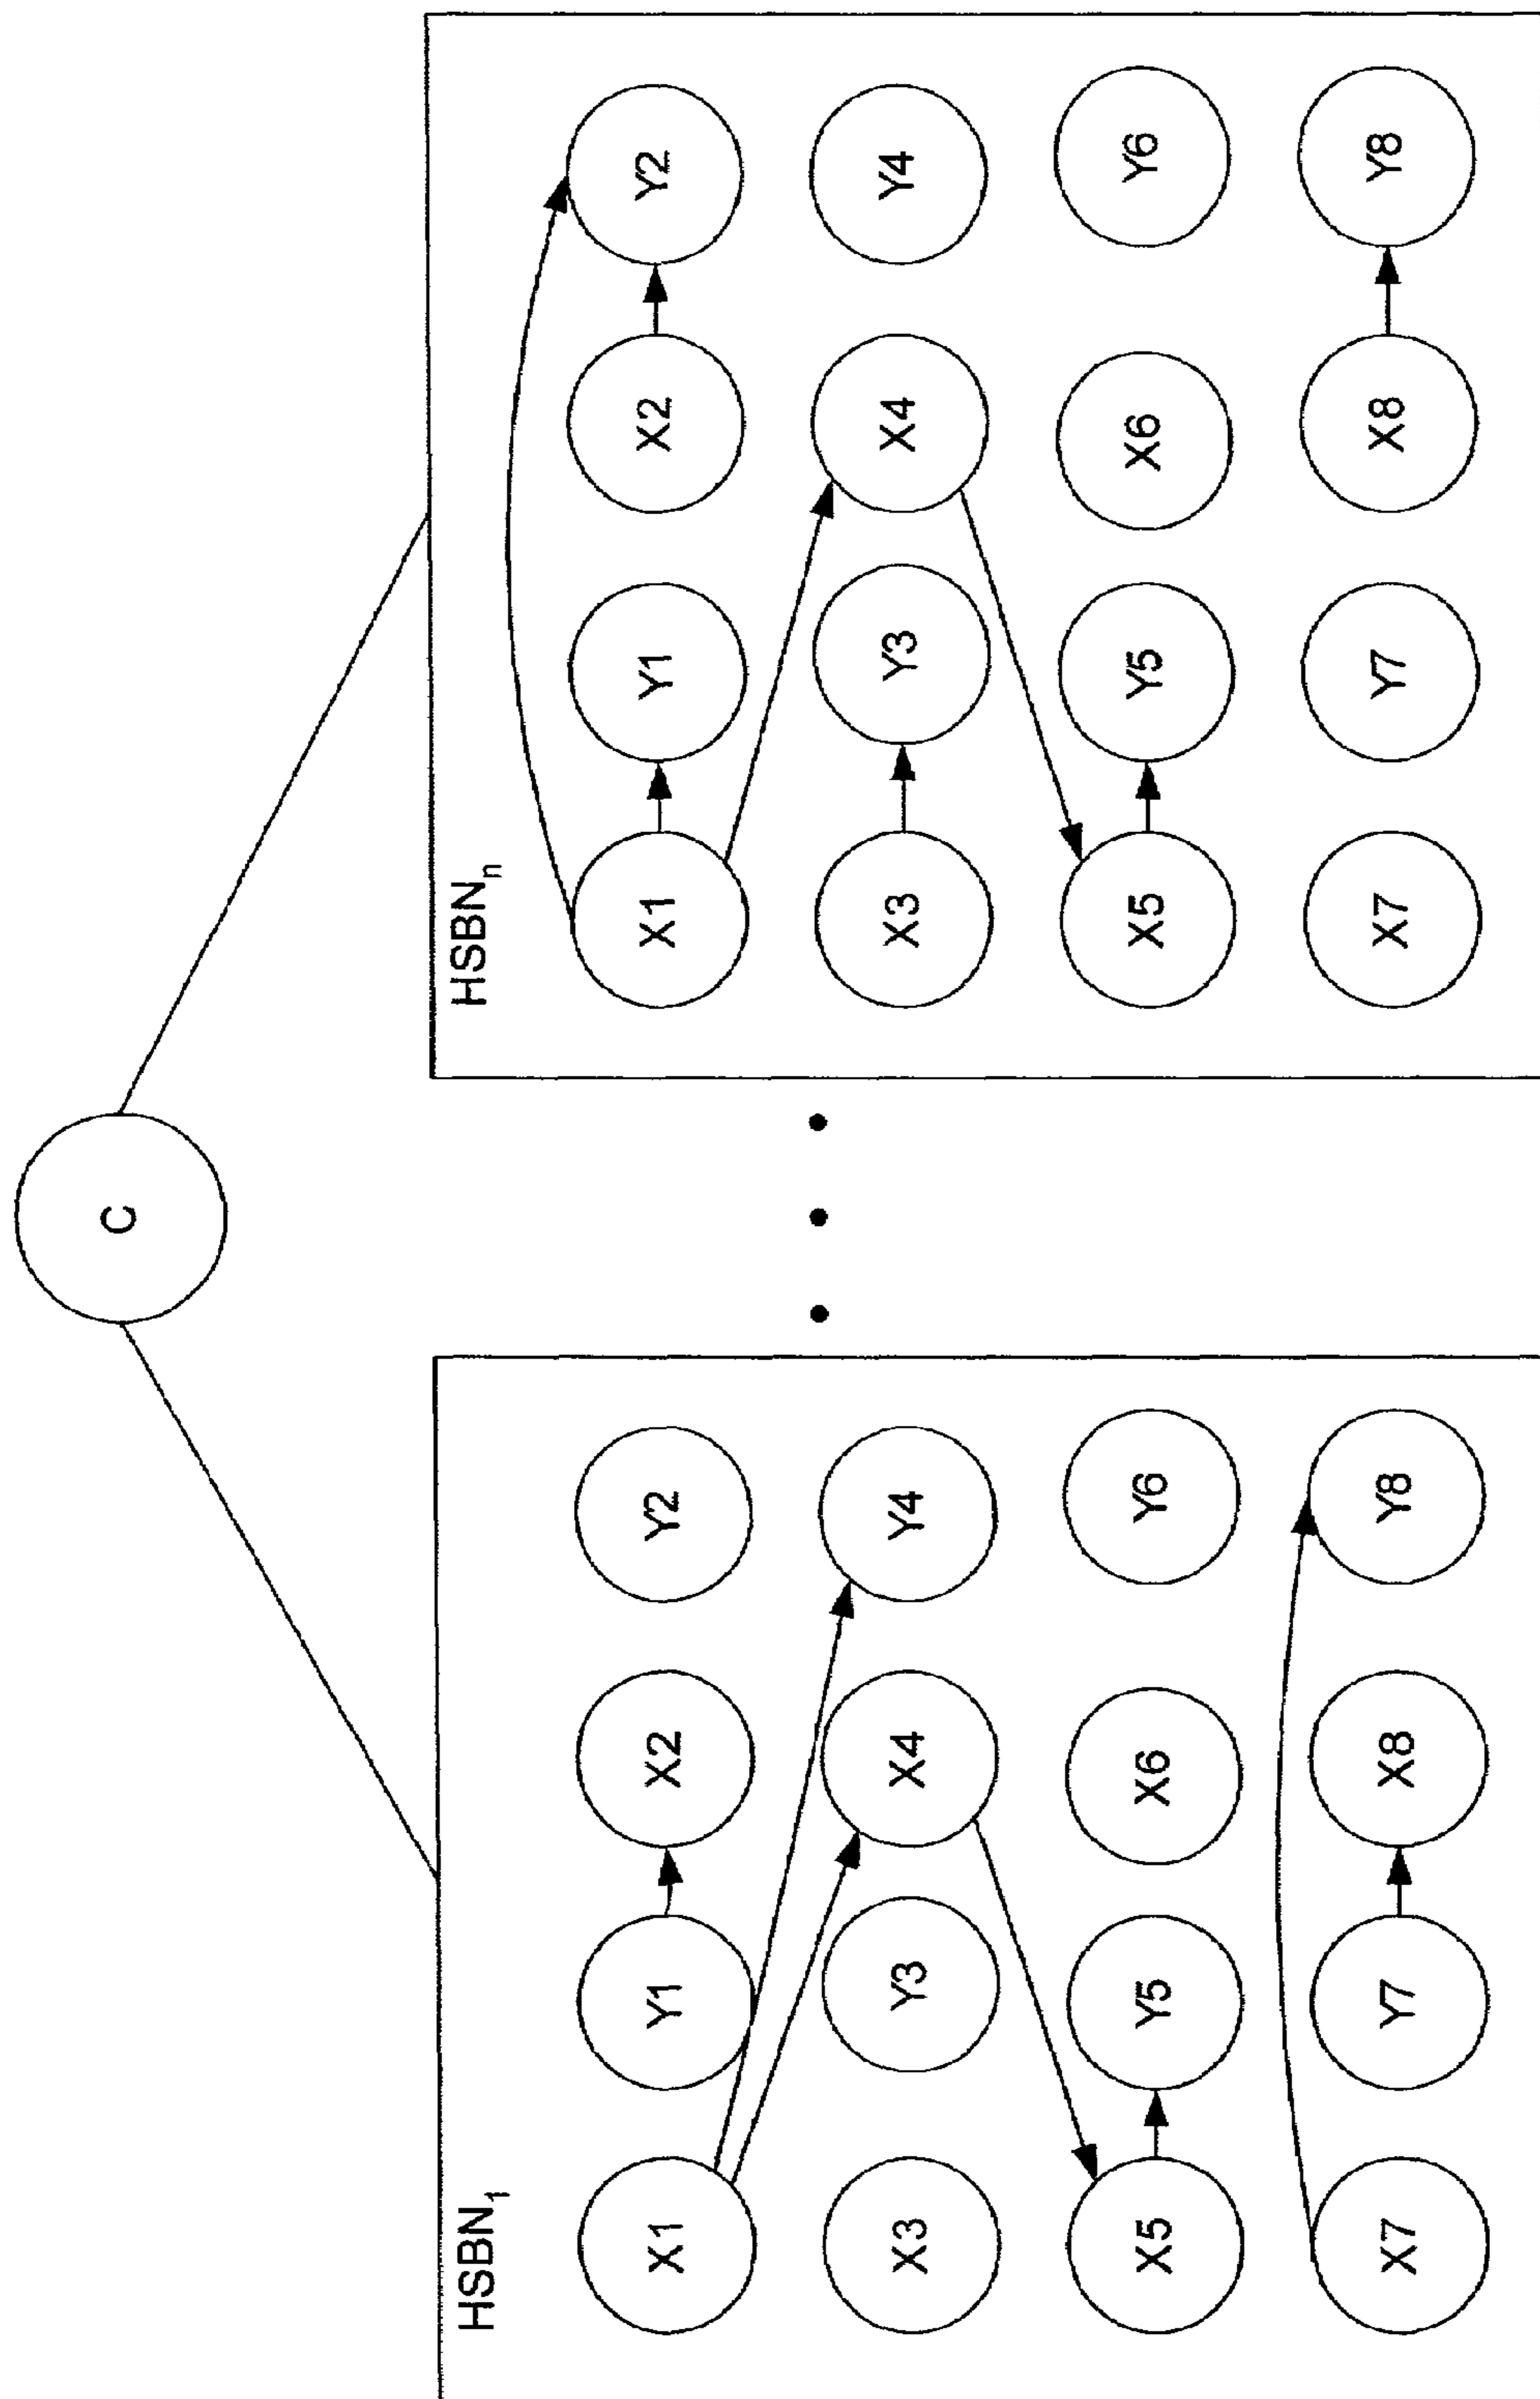 C
HSBN1
X1 Y1 X2 Y2
X3 Y3 X4 Y4
X5 Y5 X6 Y6
X7 Y7 X8 Y8
HSBNn
X1 Y1 X2 Y2
X3 Y3 X4 Y4
X5 Y5 X6 Y6
X7 Y7 X8 Y8